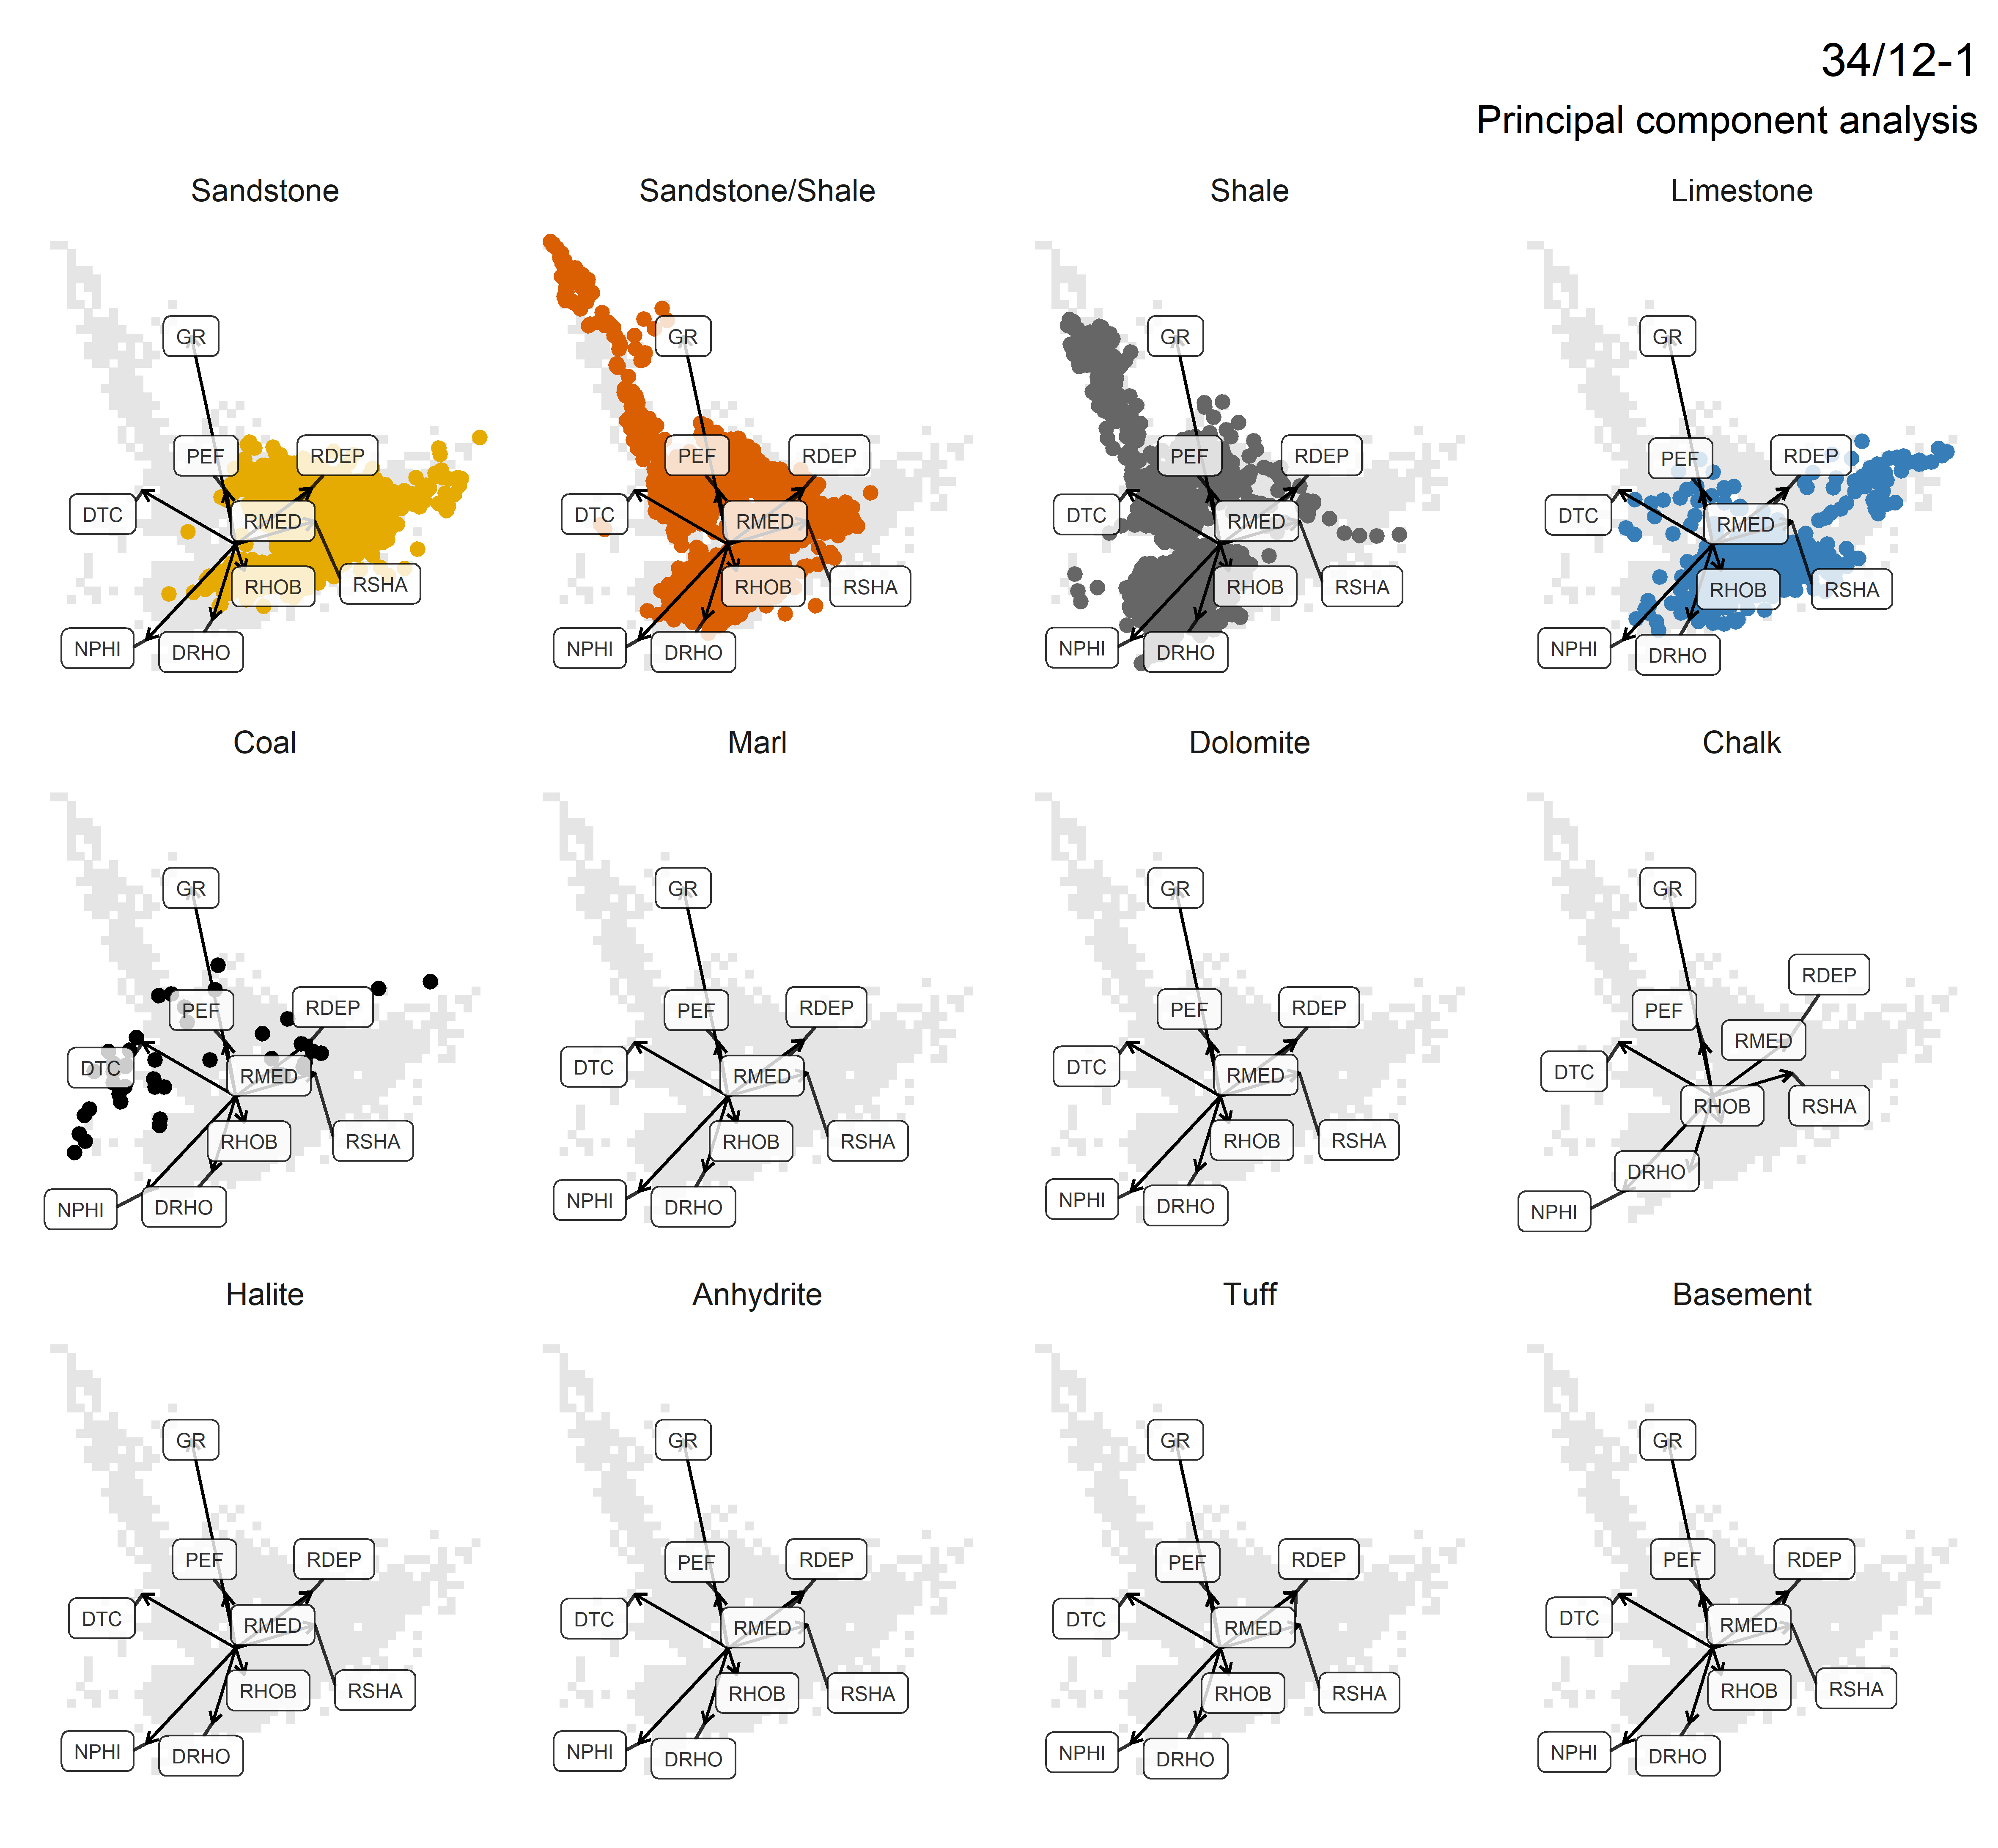 34/12-1
Principal component analysis
Sandstone
Sandstone/Shale
Shale
Limestone
GR
PEF
RDEP
DTC
RMED
RHOB
RSHA
NPHI
DRHO
GR
PEF
RDEP
DTC
RMED
RHOB
RSHA
NPHI
DRHO
GR
PEF
RDEP
DTC
RMED
RHOB
RSHA
NPHI
DRHO
GR
PEF
RDEP
DTC
RMED
RHOB
RSHA
NPHI
DRHO
Coal
Marl
Dolomite
Chalk
GR
PEF
RDEP
DTC
RMED
RHOB
RSHA
NPHI
DRHO
GR
PEF
RDEP
DTC
RMED
RHOB
RSHA
NPHI
DRHO
GR
PEF
RDEP
DTC
RMED
RHOB
RSHA
NPHI
DRHO
GR
RDEP
PEF
RMED
DTC
RHOB
RSHA
DRHO
NPHI
Halite
Anhydrite
Tuff
Basement
GR
PEF
RDEP
DTC
RMED
RHOB
RSHA
NPHI
DRHO
GR
PEF
RDEP
DTC
RMED
RHOB
RSHA
NPHI
DRHO
GR
PEF
RDEP
DTC
RMED
RHOB
RSHA
NPHI
DRHO
GR
PEF
RDEP
DTC
RMED
RHOB
RSHA
NPHI
DRHO